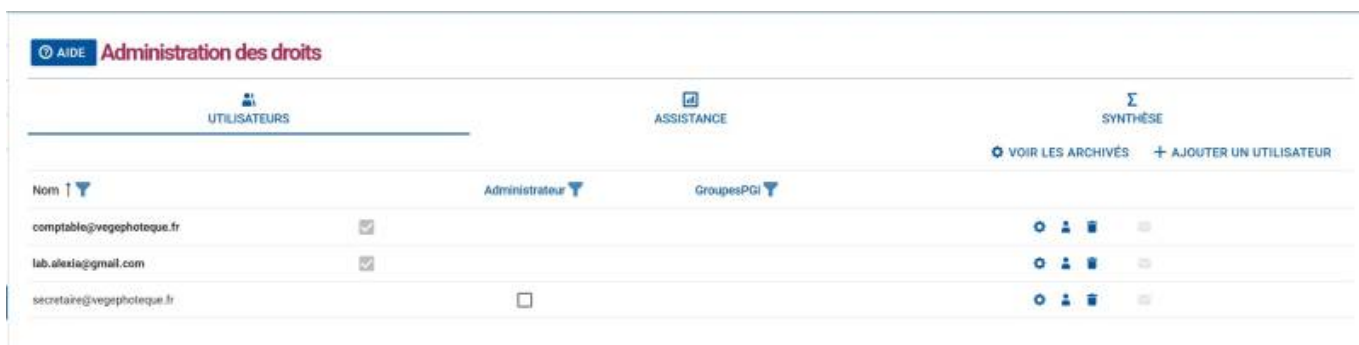 AIDE Administration des droits
UTILISATEURS ASSISTANCE SYNTHÈSE
VOIR LES ARCHIVÉS + AJOUTER UN UTILISATEUR
Nom ↑ Administrateur GroupesPGI
comptable@vegephoteque.fr
lab.alexia@gmail.com
secretaire@vegephoteque.fr